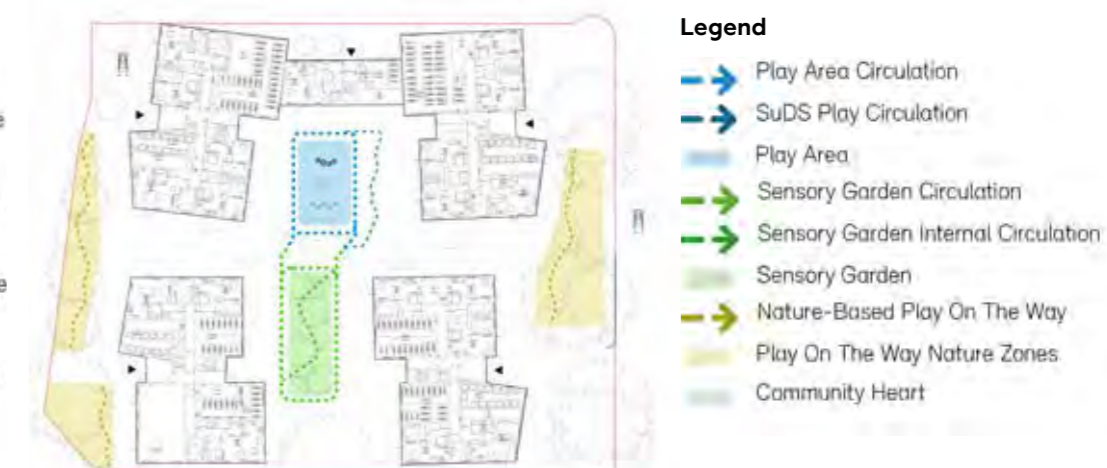 Legend
Play Area Circulation
SuDS Play Circulation
Play Area
Sensory Garden Circulation
Sensory Garden Internal Circulation
Sensory Garden
Nature-Based Play On The Way
Play On The Way Nature Zones
Community Heart